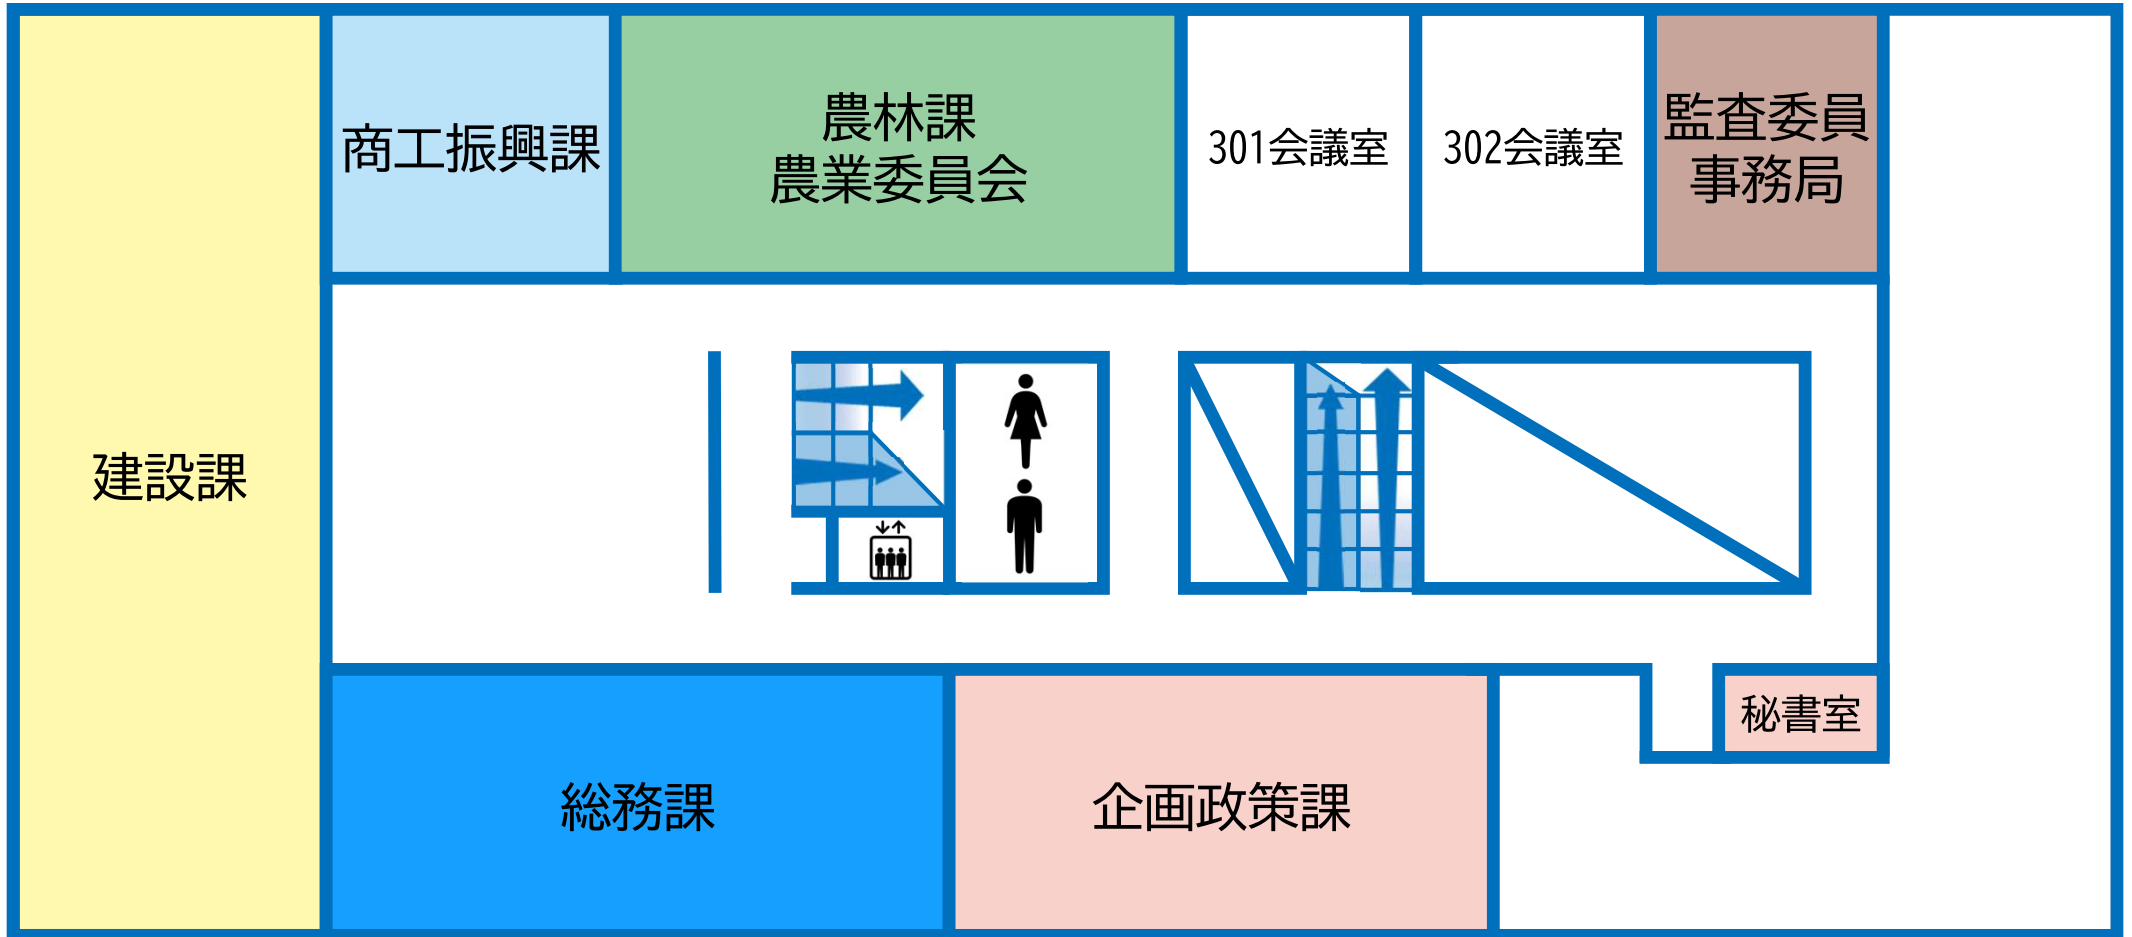 商工振興課
農林課
農業委員会
301会議室
302会議室
監査委員
事務局
建設課
秘書室
総務課
企画政策課